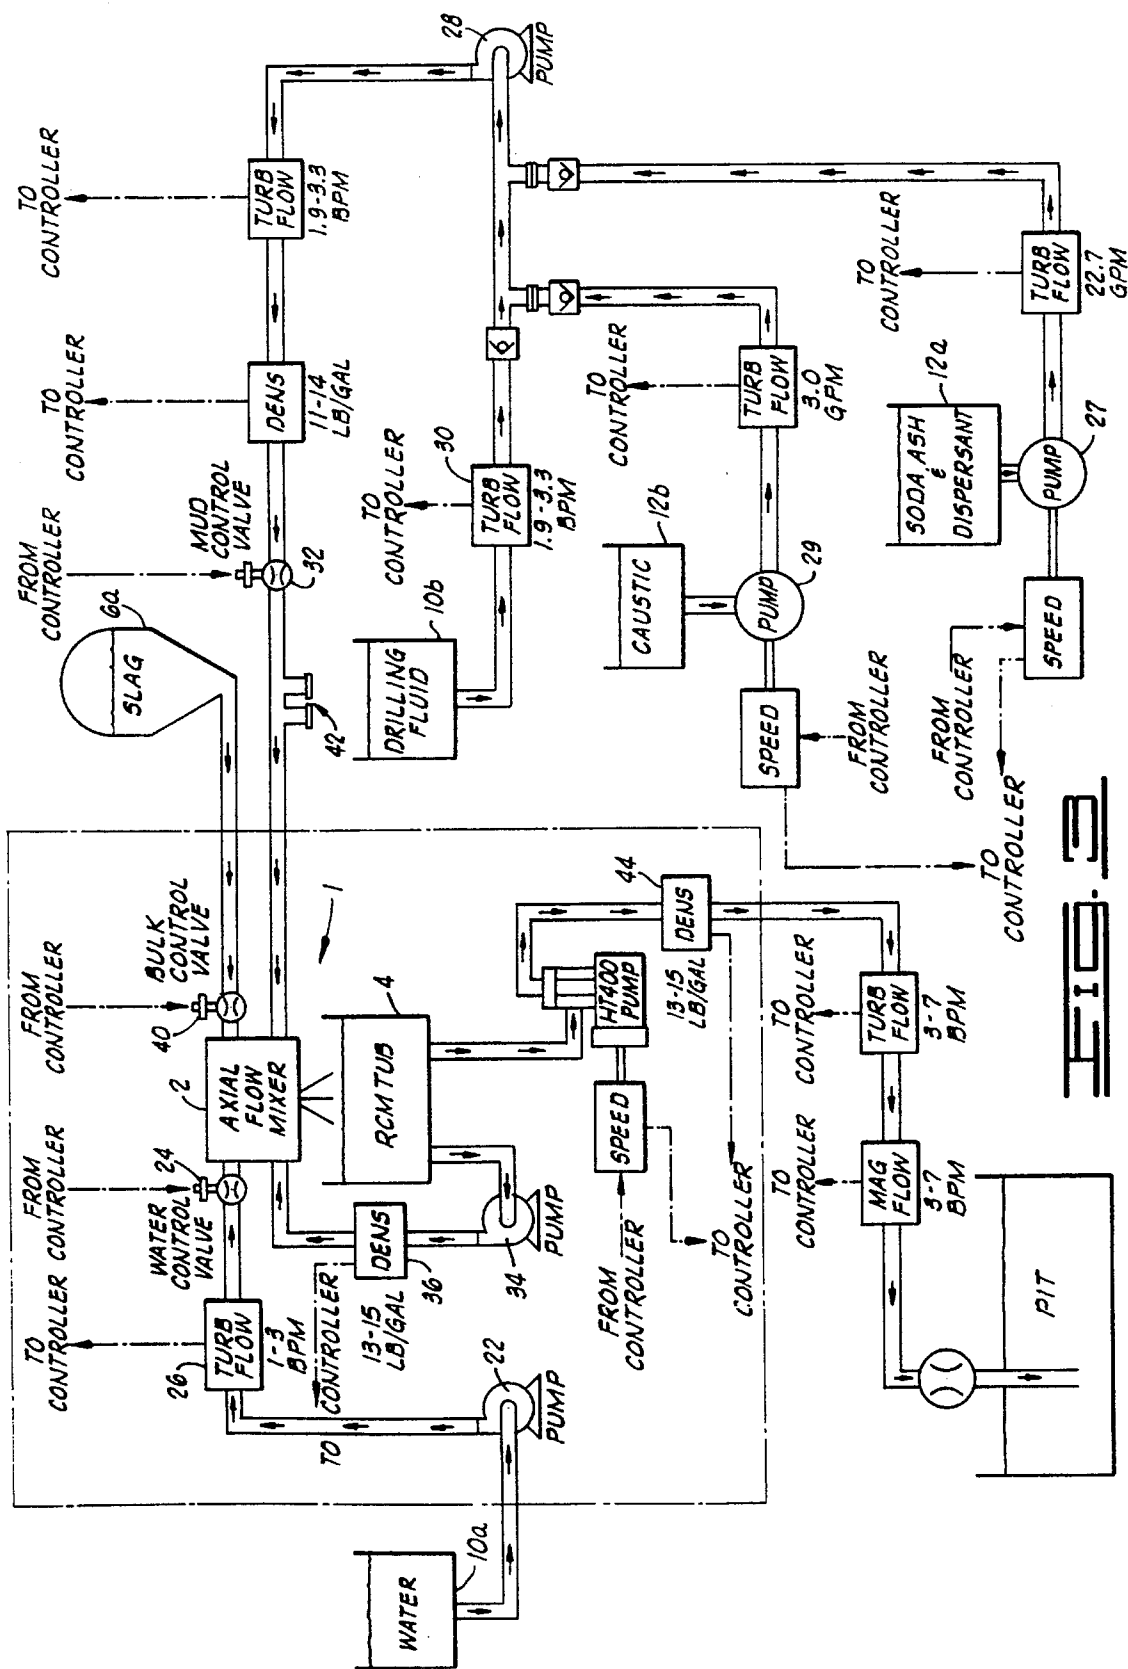 28
PUMP
TO
CONTROLLER
TURB
FLOW
1.9-3.3
BPM
TO
CONTROLLER
DENS
11-14
LB/GAL
FROM
CONTROLLER
MUD
CONTROL
VALVE
32
6a
SLAG
42
DRILLING
FLUID
10b
TO
CONTROLLER
30
TURB
FLOW
1.9-3.3
BPM
TO
CONTROLLER
TURB
FLOW
3.0
GPM
CAUSTIC
12b
PUMP
29
SPEED
FROM
CONTROLLER
TO
CONTROLLER
TO
CONTROLLER
TURB
FLOW
22.7
GPM
SODA ASH
&
DISPERSANT
12a
PUMP
27
SPEED
FROM
CONTROLLER
TO
CONTROLLER
FROM
CONTROLLER
BULK
CONTROL
VALVE
40
1
2
AXIAL
FLOW
MIXER
4
RCM TUB
FROM
CONTROLLER
WATER
CONTROL
VALVE
24
TO
CONTROLLER
26
TURB
FLOW
1-3
BPM
DENS
36
13-15
LB/GAL
TO CONTROLLER
34
PUMP
22
PUMP
WATER
10a
HT400
PUMP
SPEED
FROM
CONTROLLER
TO
CONTROLLER
44
DENS
13-15
LB/GAL
CONTROLLER
TO
CONTROLLER
TURB
FLOW
3-7
BPM
TO
CONTROLLER
MAG
FLOW
3-7
BPM
PIT
FIG. 9